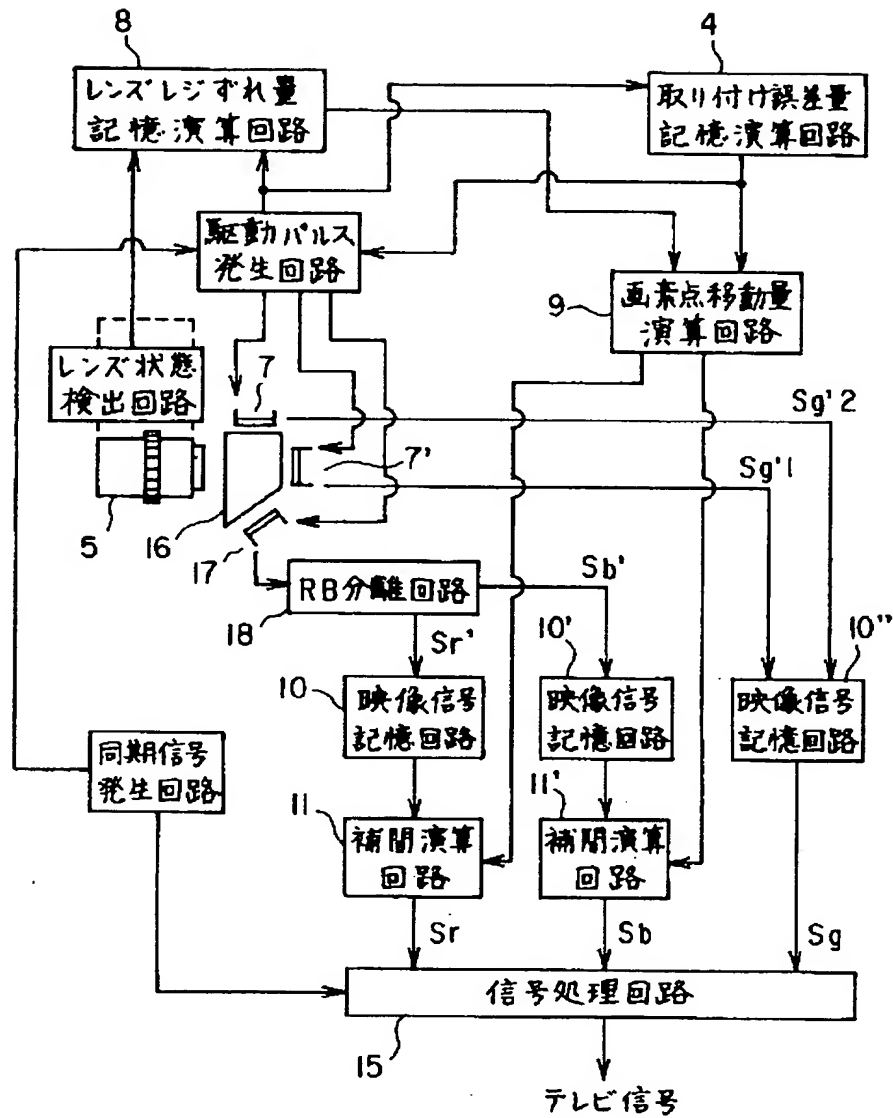 8
4
レンズレジずれ量
記憶演算回路
取り付け誤差量
記憶演算回路
駆動パルス
発生回路
9
画素点移動量
演算回路
レンズ状態
検出回路
7
Sg'2
7'
Sg'1
5
16
17
RB分離回路
18
Sb'
Sr'
10
映像信号
記憶回路
10'
映像信号
記憶回路
10"
映像信号
記憶回路
同期信号
発生回路
11
補間演算
回路
11'
補間演算
回路
Sr
Sb
Sg
信号処理回路
15
テレビ信号